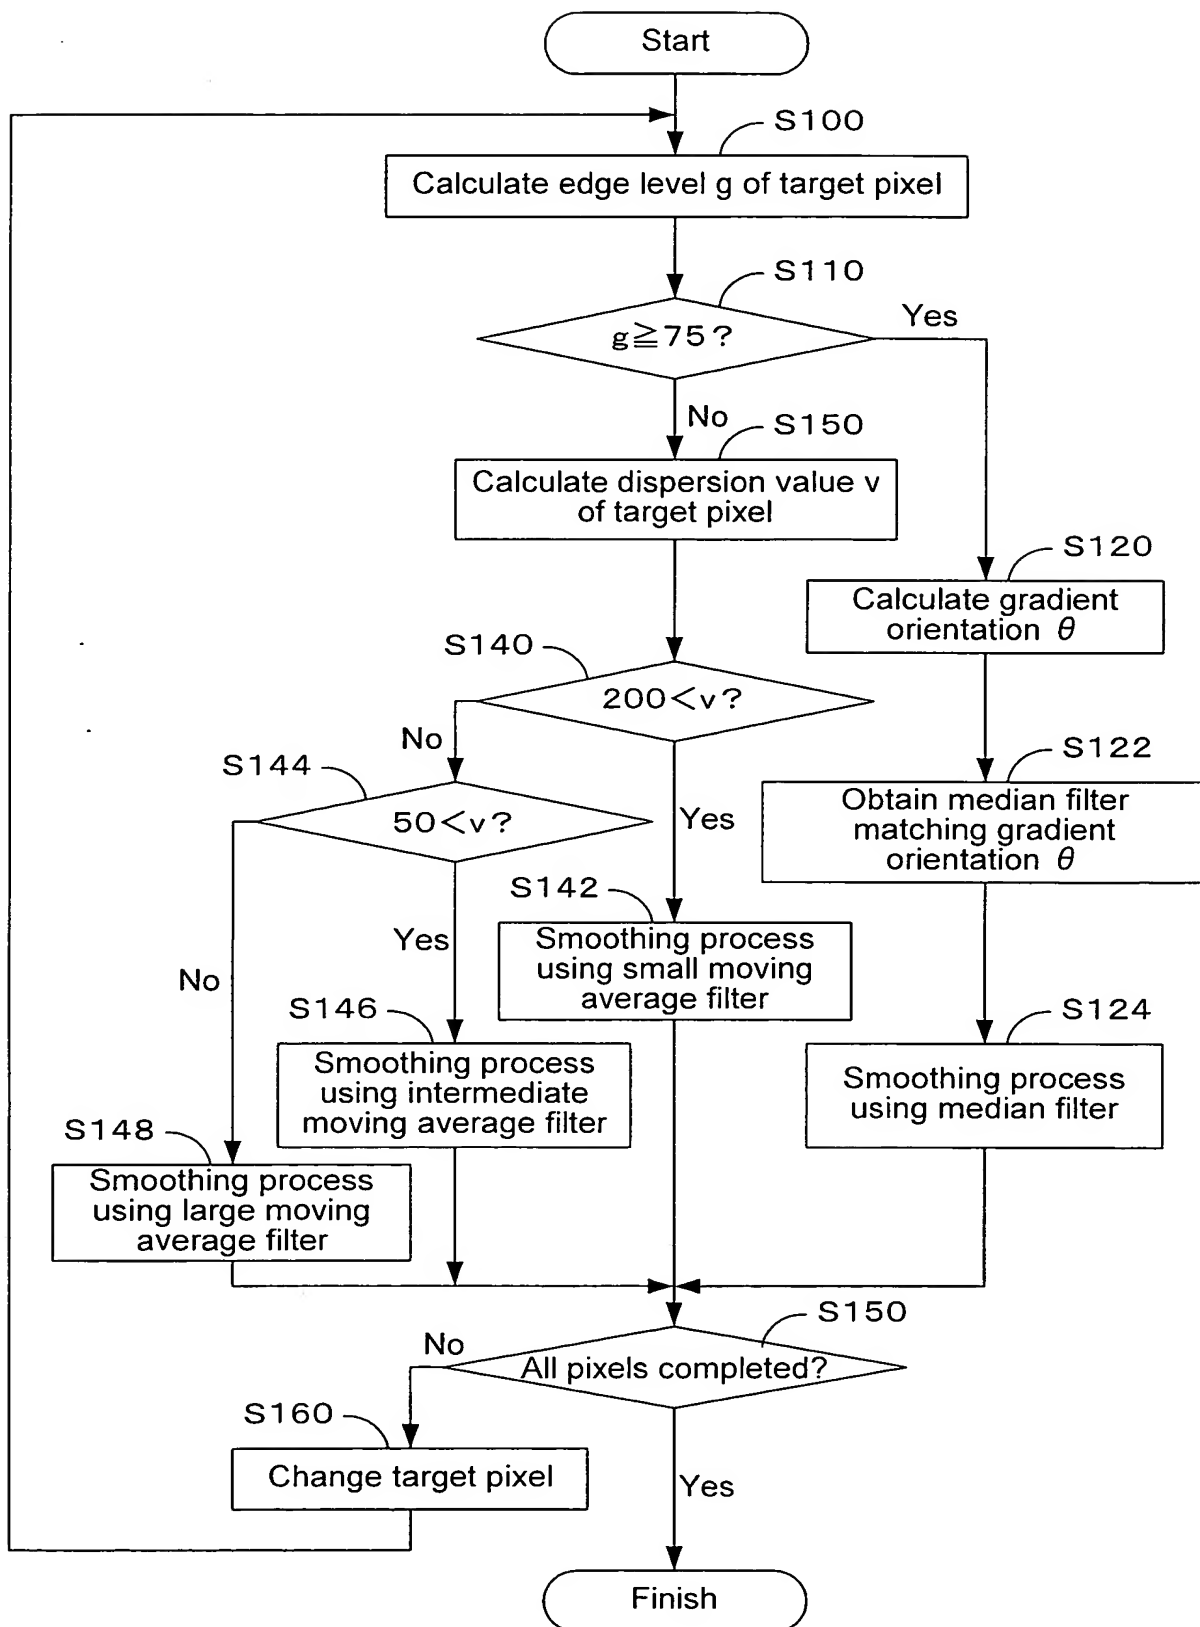 Start
S100
Calculate edge level g of target pixel
S110
g≧75?
Yes
No
S150
Calculate dispersion value v
of target pixel
S120
Calculate gradient
orientation θ
S140
200<v?
No
S144
S122
Obtain median filter
matching gradient
orientation θ
50<v?
Yes
S142
Smoothing process
using small moving
average filter
Yes
No
S146
Smoothing process
using intermediate
moving average filter
S124
Smoothing process
using median filter
S148
Smoothing process
using large moving
average filter
S150
No
All pixels completed?
S160
Change target pixel
Yes
Finish